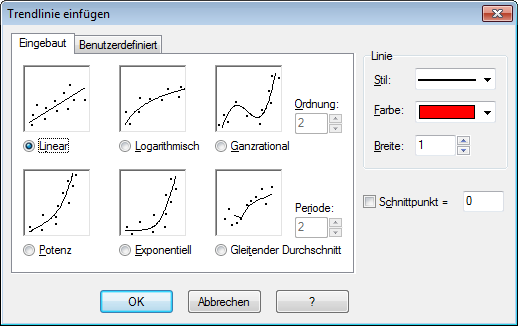 Trendlinie einfügen
Eingebaut
Benutzerdefiniert
Linear
Logarithmisch
Ganzrational
Ordnung:
2
Potenz
Exponentiell
Gleitender Durchschnitt
Periode:
2
Linie
Stil:
Farbe:
Breite:
1
Schnittpunkt =
0
OK
Abbrechen
?